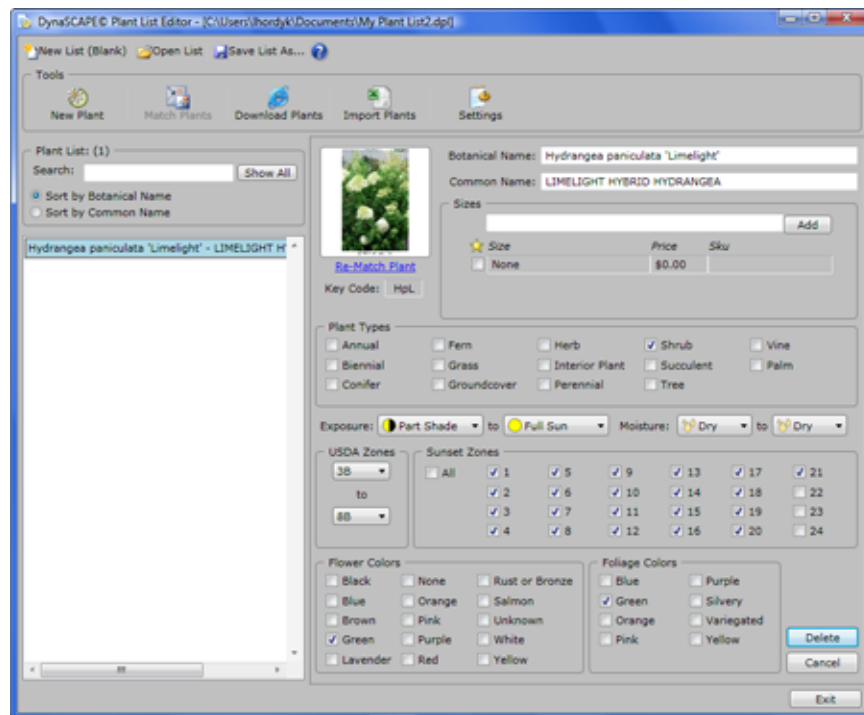 DynaSCAPE© Plant List Editor - [C:\Users\lhordyk\Documents\My Plant List2.dpl]
New List (Blank) Open List Save List As...
Tools
New Plant Match Plants Download Plants Import Plants Settings
Plant List: (1)
Search: Show All
Sort by Botanical Name
Sort by Common Name
Hydrangea paniculata 'Limelight' - LIMELIGHT H
Re-Match Plant
Key Code: HpL
Botanical Name: Hydrangea paniculata 'Limelight'
Common Name: LIMELIGHT HYBRID HYDRANGEA
Sizes
Add
Size Price Sku
None $0.00
Plant Types
Annual Fern Herb Shrub Vine
Biennial Grass Interior Plant Succulent Palm
Conifer Groundcover Perennial Tree
Exposure: Part Shade to Full Sun Moisture: Dry to Dry
USDA Zones
3B
to
8B
Sunset Zones
All 1 5 9 13 17 21
2 6 10 14 18 22
3 7 11 15 19 23
4 8 12 16 20 24
Flower Colors
Black None Rust or Bronze
Blue Orange Salmon
Brown Pink Unknown
Green Purple White
Lavender Red Yellow
Foliage Colors
Blue Purple
Green Silvery
Orange Variegated
Pink Yellow
Delete
Cancel
Exit